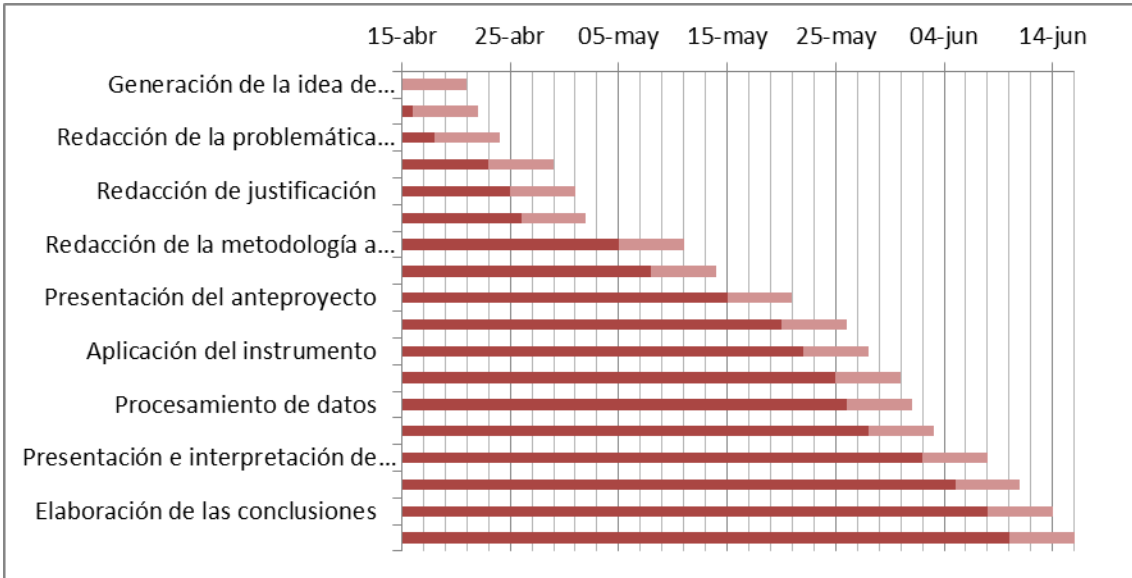 15-abr 25-abr 05-may 15-may 25-may 04-jun 14-jun
Generación de la idea de...
Redacción de la problemática...
Redacción de justificación
Redacción de la metodología a...
Presentación del anteproyecto
Aplicación del instrumento
Procesamiento de datos
Presentación e interpretación de...
Elaboración de las conclusiones